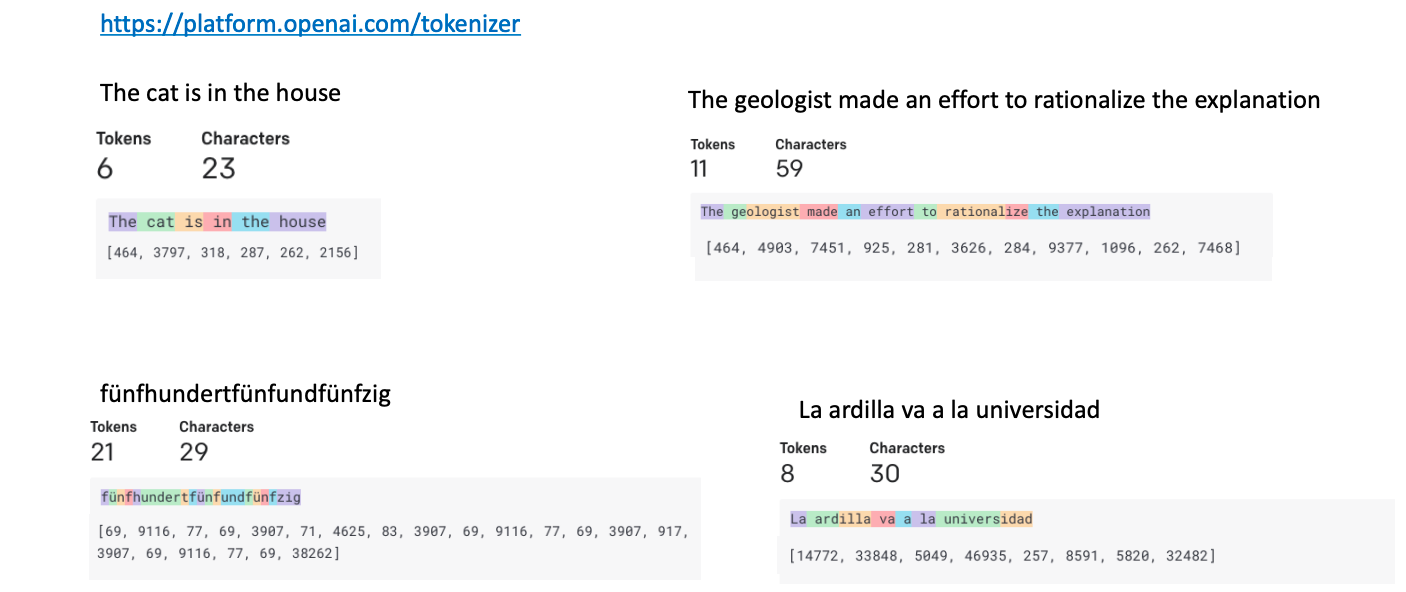 https://platform.openai.com/tokenizer
The cat is in the house
Tokens Characters
6 23
The cat is in the house
[464, 3797, 318, 287, 262, 2156]
The geologist made an effort to rationalize the explanation
Tokens Characters
11 59
The geologist made an effort to rationalize the explanation
[464, 4903, 7451, 925, 281, 3626, 284, 9377, 1096, 262, 7468]
fünfhundertfünfundfünfzig
Tokens Characters
21 29
fünfhundertfünfundfünfzig
[69, 9116, 77, 69, 3907, 71, 4625, 83, 3907, 69, 9116, 77, 69, 3907, 917,
3907, 69, 9116, 77, 69, 38262]
La ardilla va a la universidad
Tokens Characters
8 30
La ardilla va a la universidad
[14772, 33848, 5049, 46935, 257, 8591, 5820, 32482]